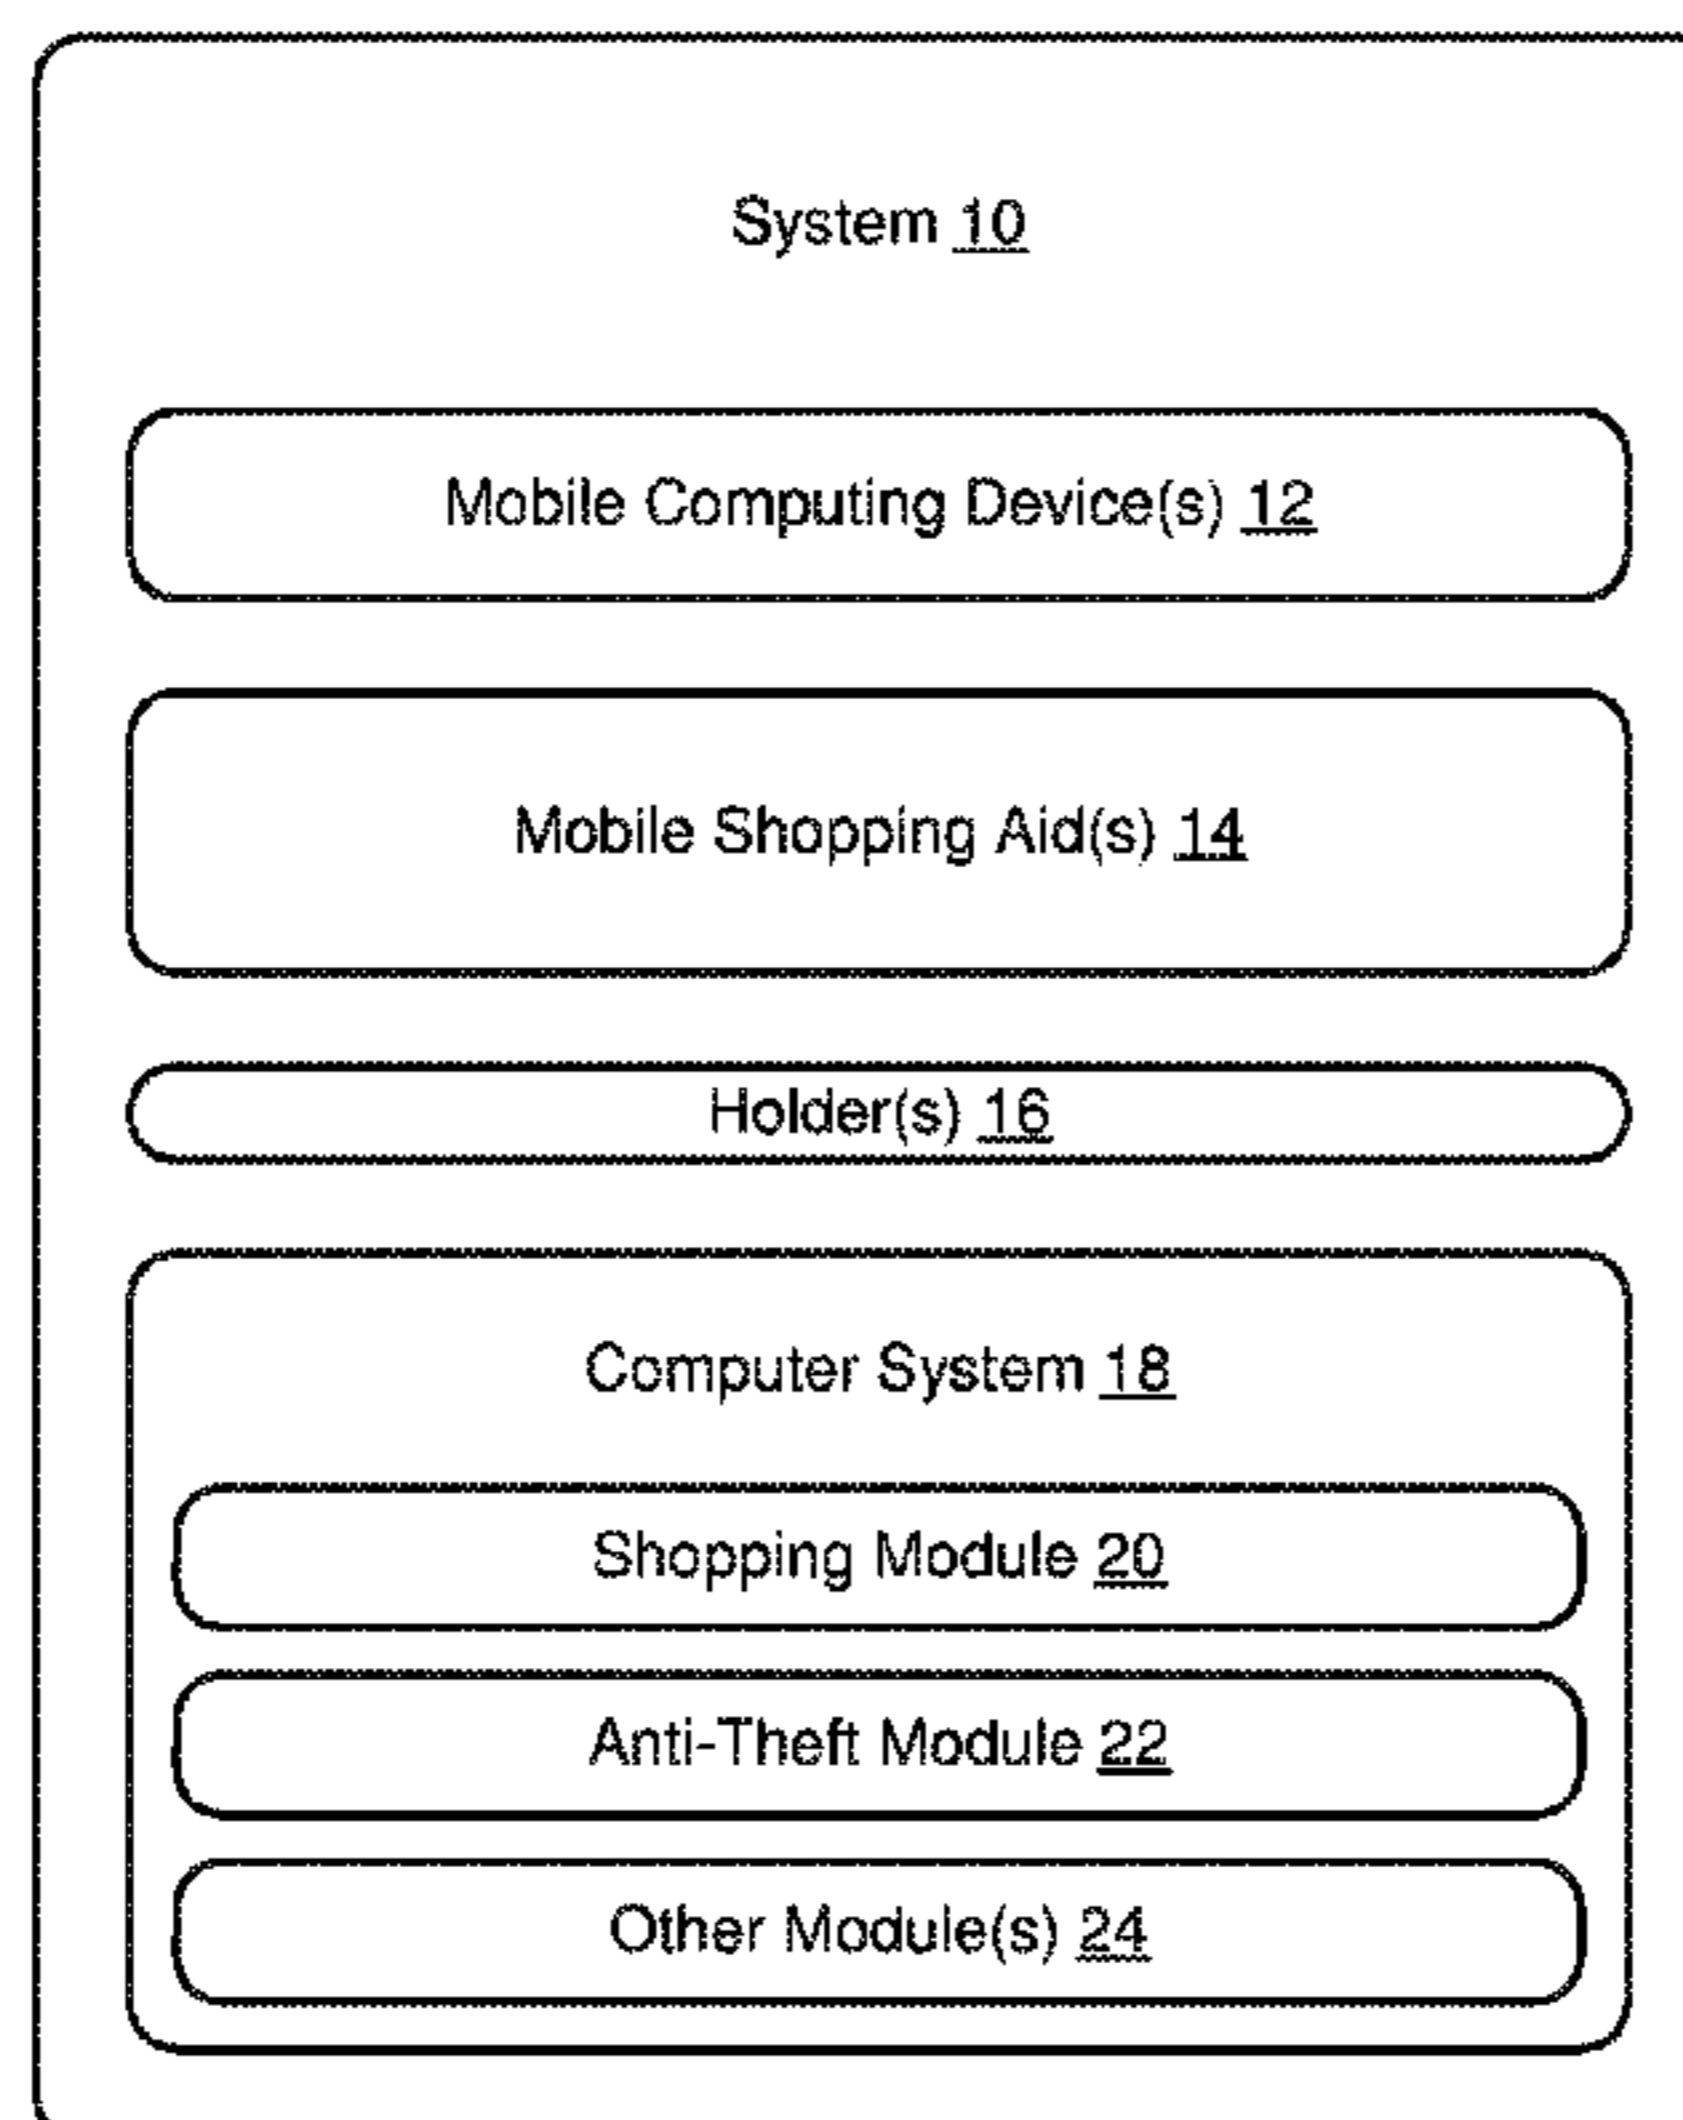 System 10
Mobile Computing Device(s) 12
Mobile Shopping Aid(s) 14
Holder(s) 16
Computer System 18
Shopping Module 20
Anti-Theft Module 22
Other Module(s) 24